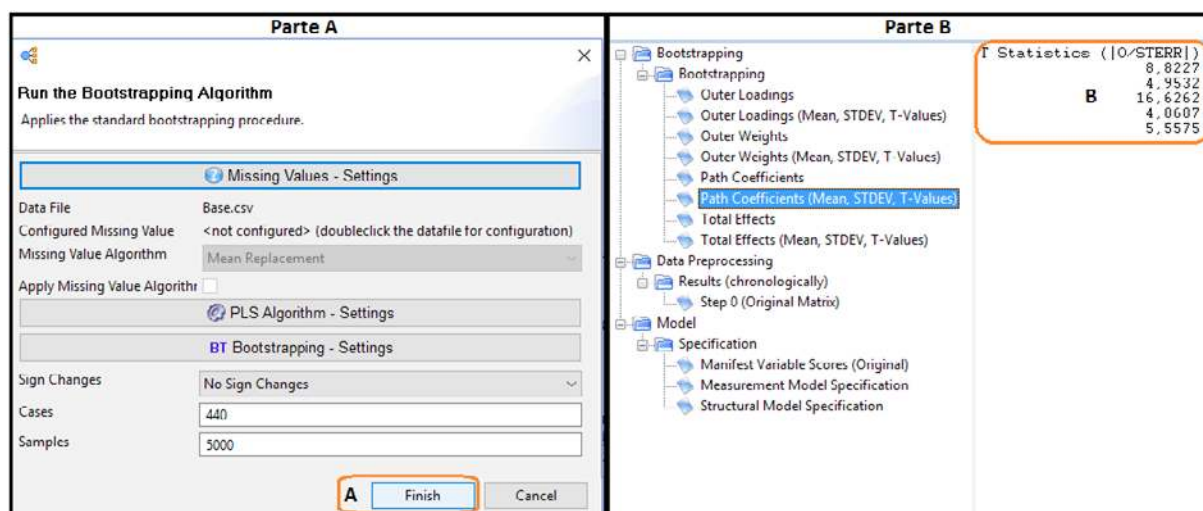 Parte A
Run the Bootstrapping Algorithm
Applies the standard bootstrapping procedure.
Missing Values - Settings
Data File Base.csv
Configured Missing Value <not configured> (doubleclick the datafile for configuration)
Missing Value Algorithm Mean Replacement
Apply Missing Value Algorithr
PLS Algorithm - Settings
BT Bootstrapping - Settings
Sign Changes No Sign Changes
Cases 440
Samples 5000
A Finish Cancel
Parte B
Bootstrapping
Bootstrapping
Outer Loadings
Outer Loadings (Mean, STDEV, T-Values)
Outer Weights
Outer Weights (Mean, STDEV, T-Values)
Path Coefficients
Path Coefficients (Mean, STDEV, T-Values)
Total Effects
Total Effects (Mean, STDEV, T-Values)
Data Preprocessing
Results (chronologically)
Step 0 (Original Matrix)
Model
Specification
Manifest Variable Scores (Original)
Measurement Model Specification
Structural Model Specification
T Statistics (|O/STERR|)
8,8227
4,9532
B 16,6262
4,0607
5,5575